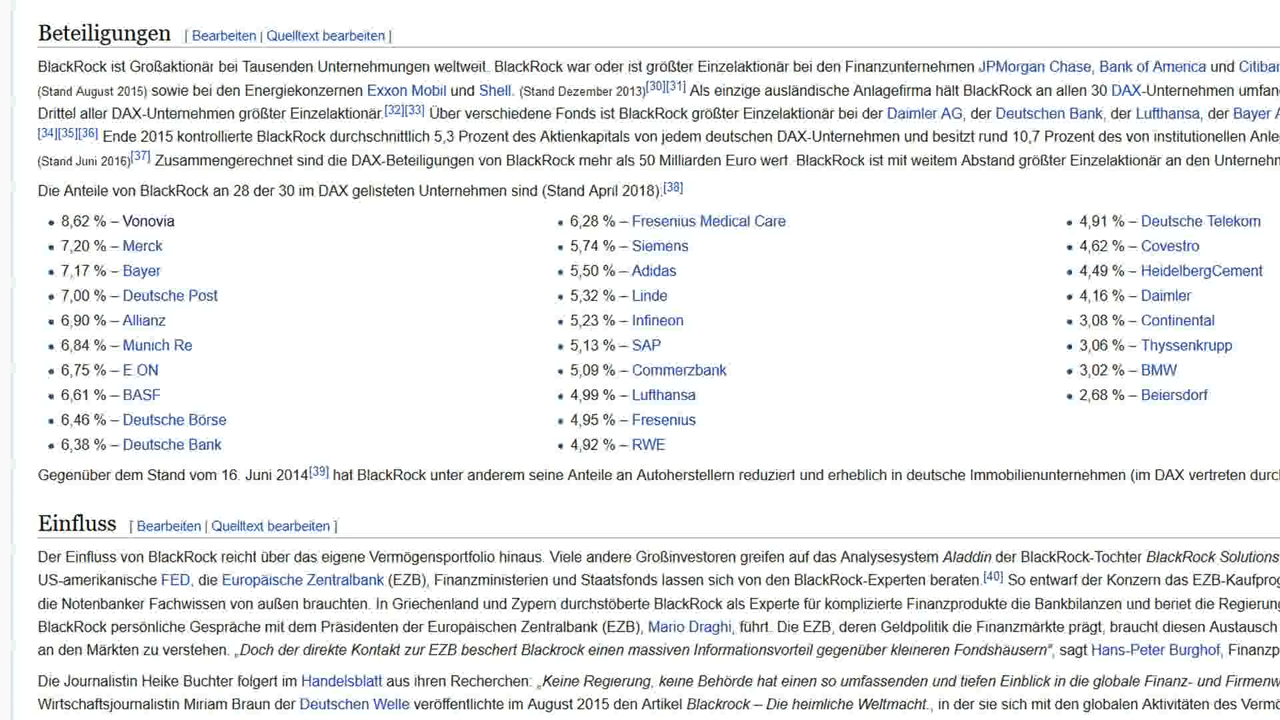 Beteiligungen [ Bearbeiten | Quelltext bearbeiten ]
BlackRock ist Großaktionär bei Tausenden Unternehmungen weltweit. BlackRock war oder ist größter Einzelaktionär bei den Finanzunternehmen JPMorgan Chase, Bank of America und Citiban
(Stand August 2015) sowie bei den Energiekonzernen Exxon Mobil und Shell. (Stand Dezember 2013)[30][31] Als einzige ausländische Anlagefirma hält BlackRock an allen 30 DAX-Unternehmen umfan
Drittel aller DAX-Unternehmen größter Einzelaktionär.[32][33] Über verschiedene Fonds ist BlackRock größter Einzelaktionär bei der Daimler AG, der Deutschen Bank, der Lufthansa, der Bayer A
[34][35][36] Ende 2015 kontrollierte BlackRock durchschnittlich 5,3 Prozent des Aktienkapitals von jedem deutschen DAX-Unternehmen und besitzt rund 10,7 Prozent des von institutionellen Anle
(Stand Juni 2016)[37] Zusammengerechnet sind die DAX-Beteiligungen von BlackRock mehr als 50 Milliarden Euro wert. BlackRock ist mit weitem Abstand größter Einzelaktionär an den Unternehm
Die Anteile von BlackRock an 28 der 30 im DAX gelisteten Unternehmen sind (Stand April 2018):[38]
• 8,62 % – Vonovia
• 7,20 % – Merck
• 7,17 % – Bayer
• 7,00 % – Deutsche Post
• 6,90 % – Allianz
• 6,84 % – Munich Re
• 6,75 % – E.ON
• 6,61 % – BASF
• 6,46 % – Deutsche Börse
• 6,38 % – Deutsche Bank
• 6,28 % – Fresenius Medical Care
• 5,74 % – Siemens
• 5,50 % – Adidas
• 5,32 % – Linde
• 5,23 % – Infineon
• 5,13 % – SAP
• 5,09 % – Commerzbank
• 4,99 % – Lufthansa
• 4,95 % – Fresenius
• 4,92 % – RWE
• 4,91 % – Deutsche Telekom
• 4,62 % – Covestro
• 4,49 % – HeidelbergCement
• 4,16 % – Daimler
• 3,08 % – Continental
• 3,06 % – Thyssenkrupp
• 3,02 % – BMW
• 2,68 % – Beiersdorf
Gegenüber dem Stand vom 16. Juni 2014[39] hat BlackRock unter anderem seine Anteile an Autoherstellern reduziert und erheblich in deutsche Immobilienunternehmen (im DAX vertreten durc
Einfluss [ Bearbeiten | Quelltext bearbeiten ]
Der Einfluss von BlackRock reicht über das eigene Vermögensportfolio hinaus. Viele andere Großinvestoren greifen auf das Analysesystem Aladdin der BlackRock-Tochter BlackRock Solutions
US-amerikanische FED, die Europäische Zentralbank (EZB), Finanzministerien und Staatsfonds lassen sich von den BlackRock-Experten beraten.[40] So entwarf der Konzern das EZB-Kaufprog
die Notenbanker Fachwissen von außen brauchten. In Griechenland und Zypern durchstöberte BlackRock als Experte für komplizierte Finanzprodukte die Bankbilanzen und beriet die Regierung
BlackRock persönliche Gespräche mit dem Präsidenten der Europäischen Zentralbank (EZB), Mario Draghi, führt. Die EZB, deren Geldpolitik die Finanzmärkte prägt, braucht diesen Austausch
an den Märkten zu verstehen. „Doch der direkte Kontakt zur EZB beschert Blackrock einen massiven Informationsvorteil gegenüber kleineren Fondshäusern“, sagt Hans-Peter Burghof, Finanzp
Die Journalistin Heike Buchter folgert im Handelsblatt aus ihren Recherchen: „Keine Regierung, keine Behörde hat einen so umfassenden und tiefen Einblick in die globale Finanz- und Firmenw
Wirtschaftsjournalistin Miriam Braun der Deutschen Welle veröffentlichte im August 2015 den Artikel Blackrock – Die heimliche Weltmacht., in der sie sich mit den globalen Aktivitäten des Vermö